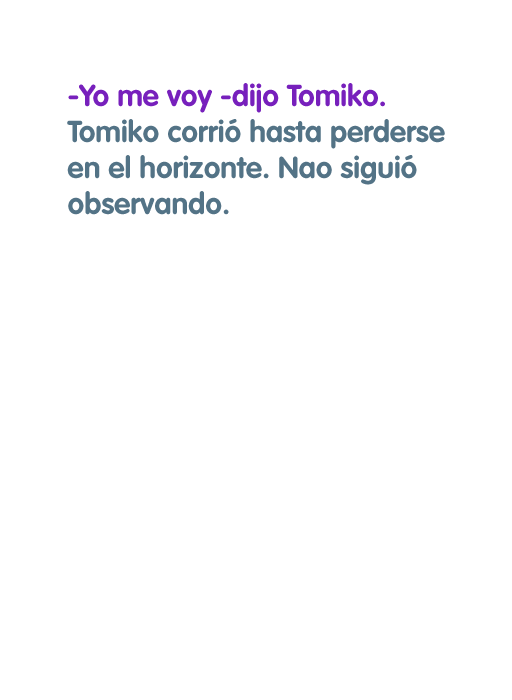 -Yo me voy -dijo Tomiko.
Tomiko corrió hasta perderse
en el horizonte. Nao siguió
observando.